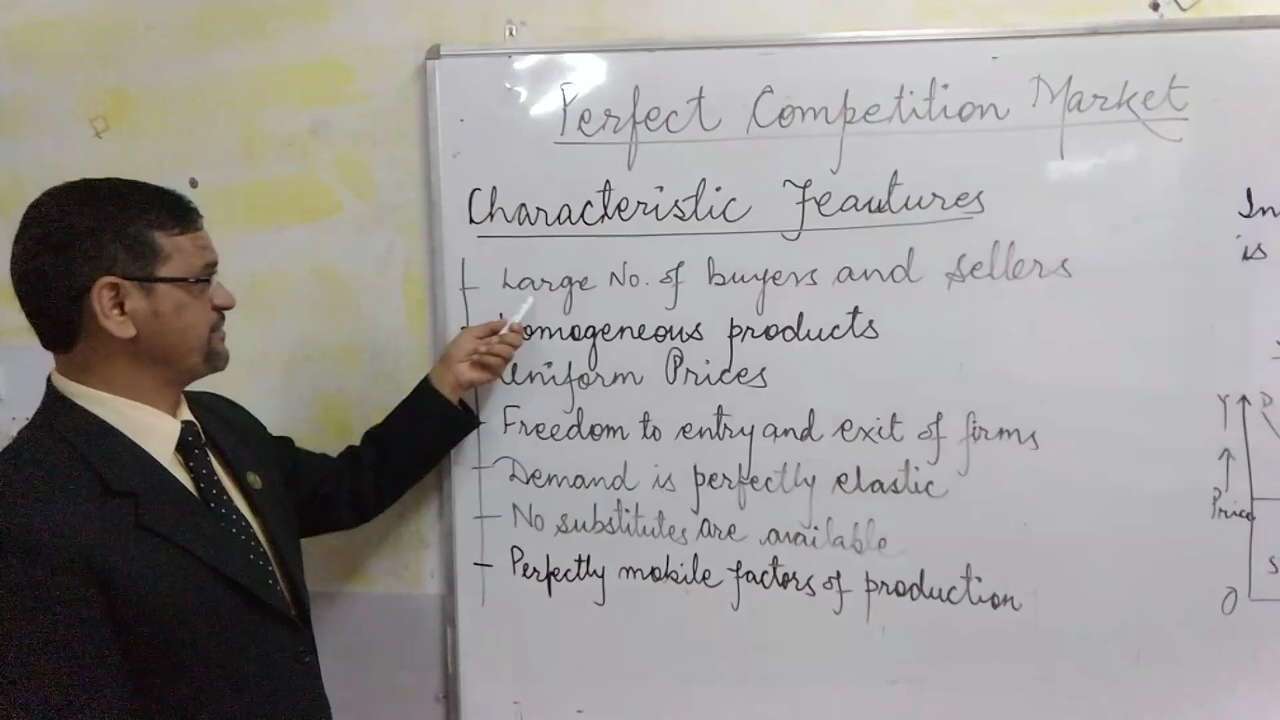 Perfect Competition Market
Characteristic Feautures
Large No. of buyers and sellers
Homogeneous products
Uniform Prices
Freedom to entry and exit of firms
Demand is perfectly elastic
No substitutes are available
Perfectly mobile factors of production
In
is
Y
D
Price
S
O